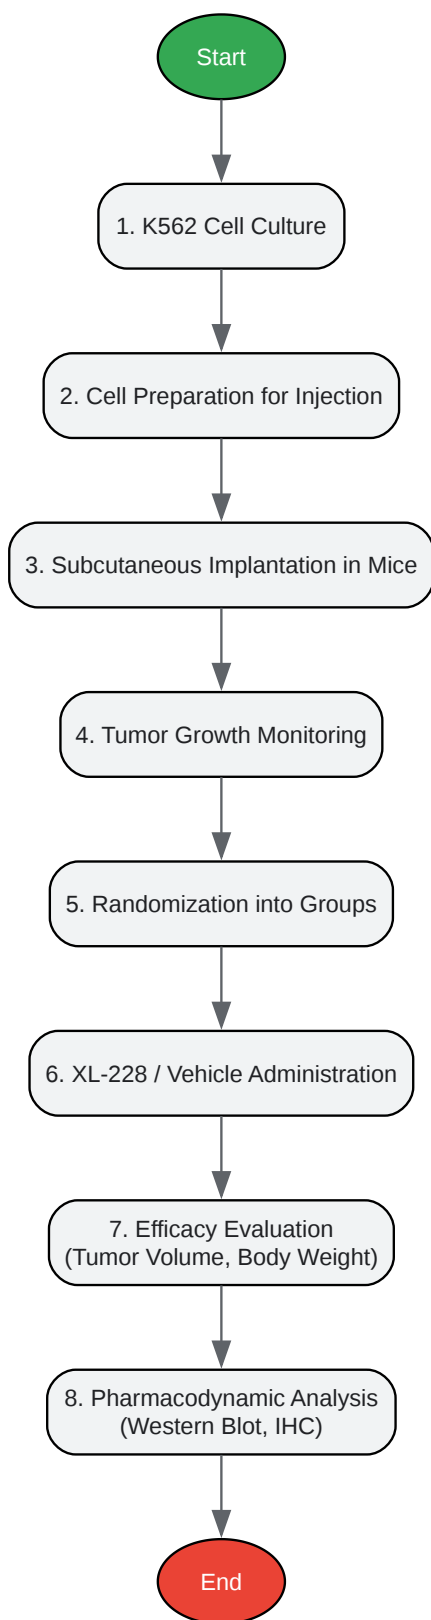 Start
1. K562 Cell Culture
2. Cell Preparation for Injection
3. Subcutaneous Implantation in Mice
4. Tumor Growth Monitoring
5. Randomization into Groups
6. XL-228 / Vehicle Administration
7. Efficacy Evaluation
(Tumor Volume, Body Weight)
8. Pharmacodynamic Analysis
(Western Blot, IHC)
End